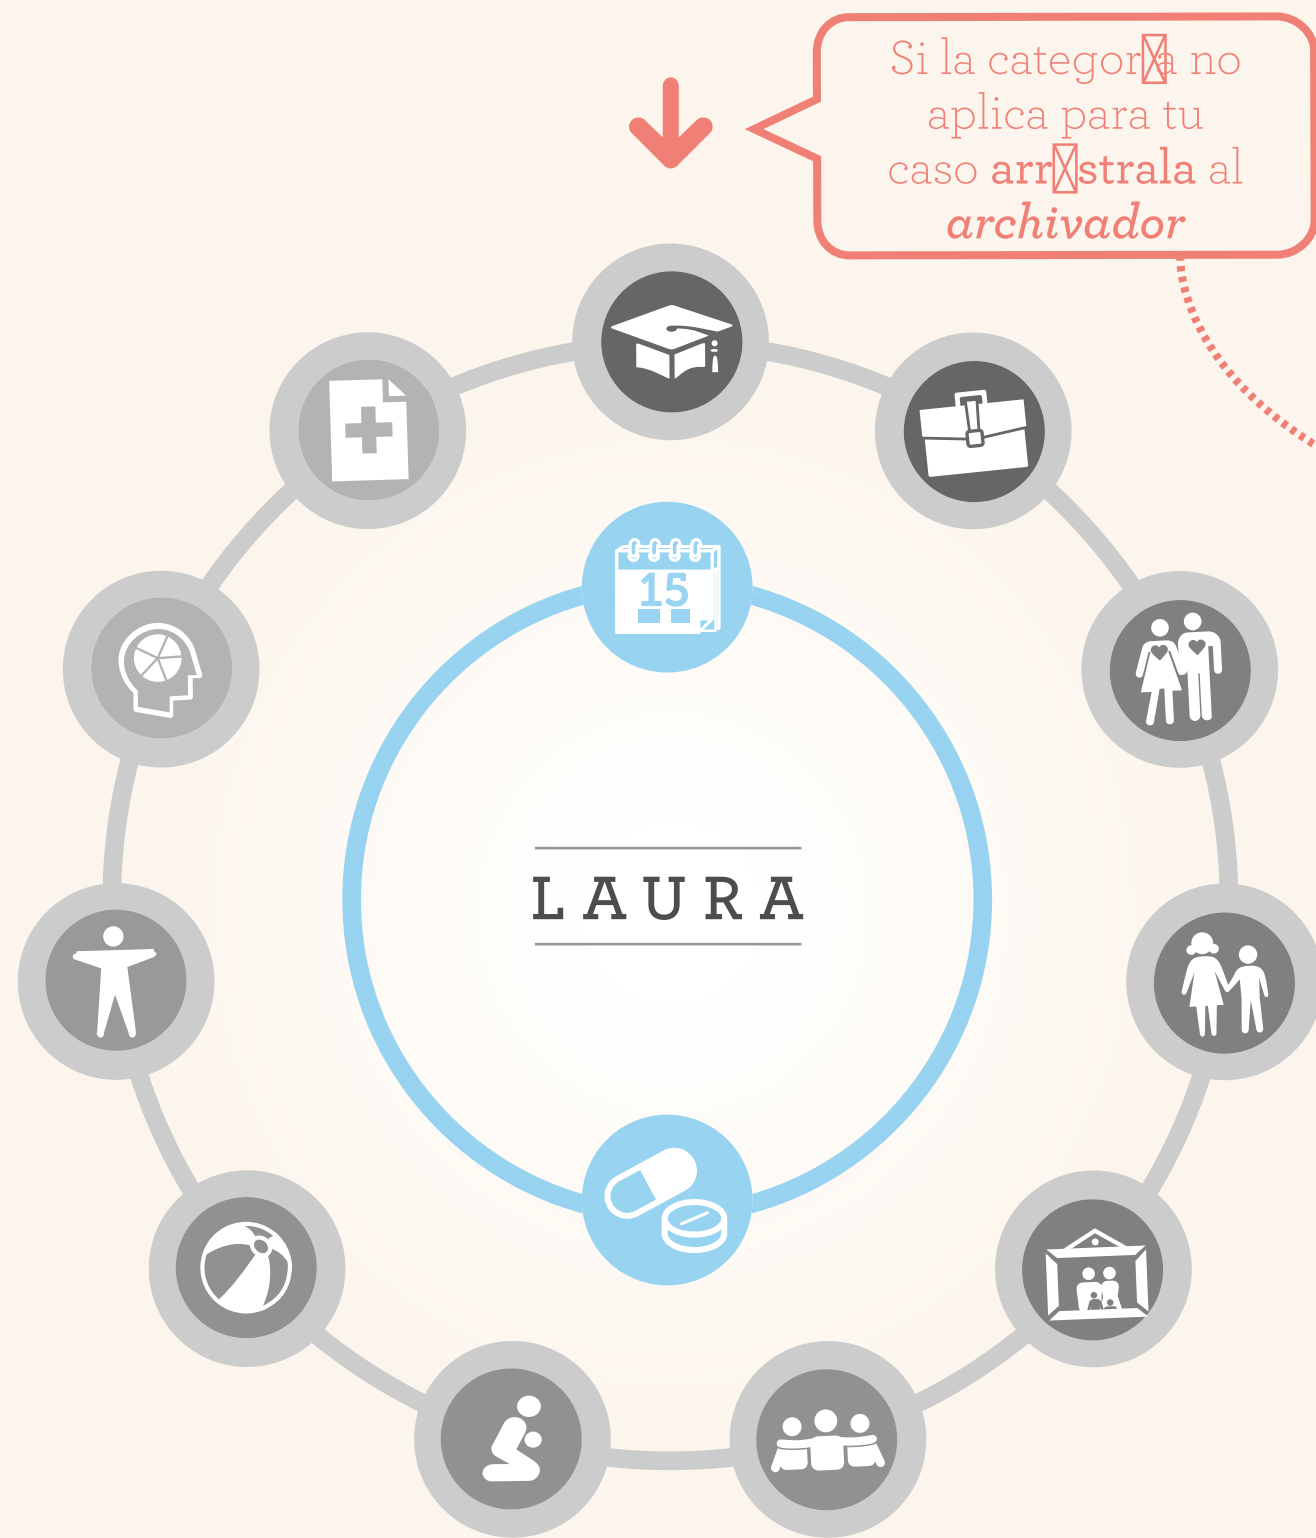 Si la categor☒a no
aplica para tu
caso arr☒strala al
archivador
15
LAURA